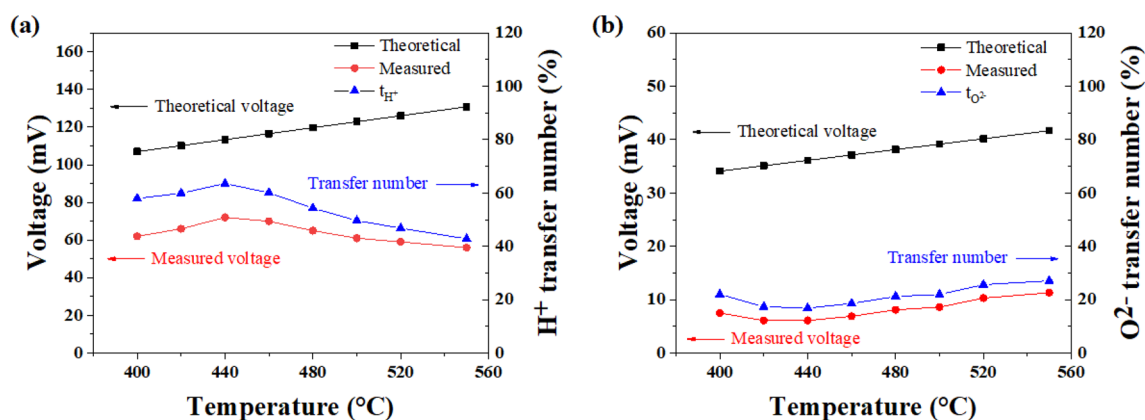 (a)
Voltage (mV)
160
140
120
100
80
60
40
20
0
Theoretical
Measured
t_H⁺
Theoretical voltage
Transfer number
Measured voltage
120
100
80
60
40
20
0
H⁺ transfer number (%)
400 440 480 520 560
Temperature (°C)
(b)
Voltage (mV)
60
50
40
30
20
10
0
Theoretical
Measured
t_O²⁻
Theoretical voltage
Transfer number
Measured voltage
120
100
80
60
40
20
0
O²⁻ transfer number (%)
400 440 480 520 560
Temperature (°C)